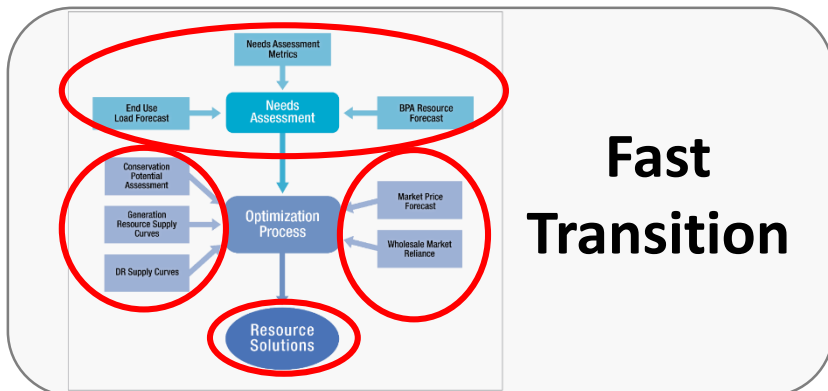 Needs Assessment
Metrics
End Use
Load Forecast
Needs
Assessment
BPA Resource
Forecast
Conservation
Potential
Assessment
Generation
Resource Supply
Curves
DR Supply Curves
Optimization
Process
Market Price
Forecast
Wholesale Market
Reliance
Resource
Solutions
Fast
Transition